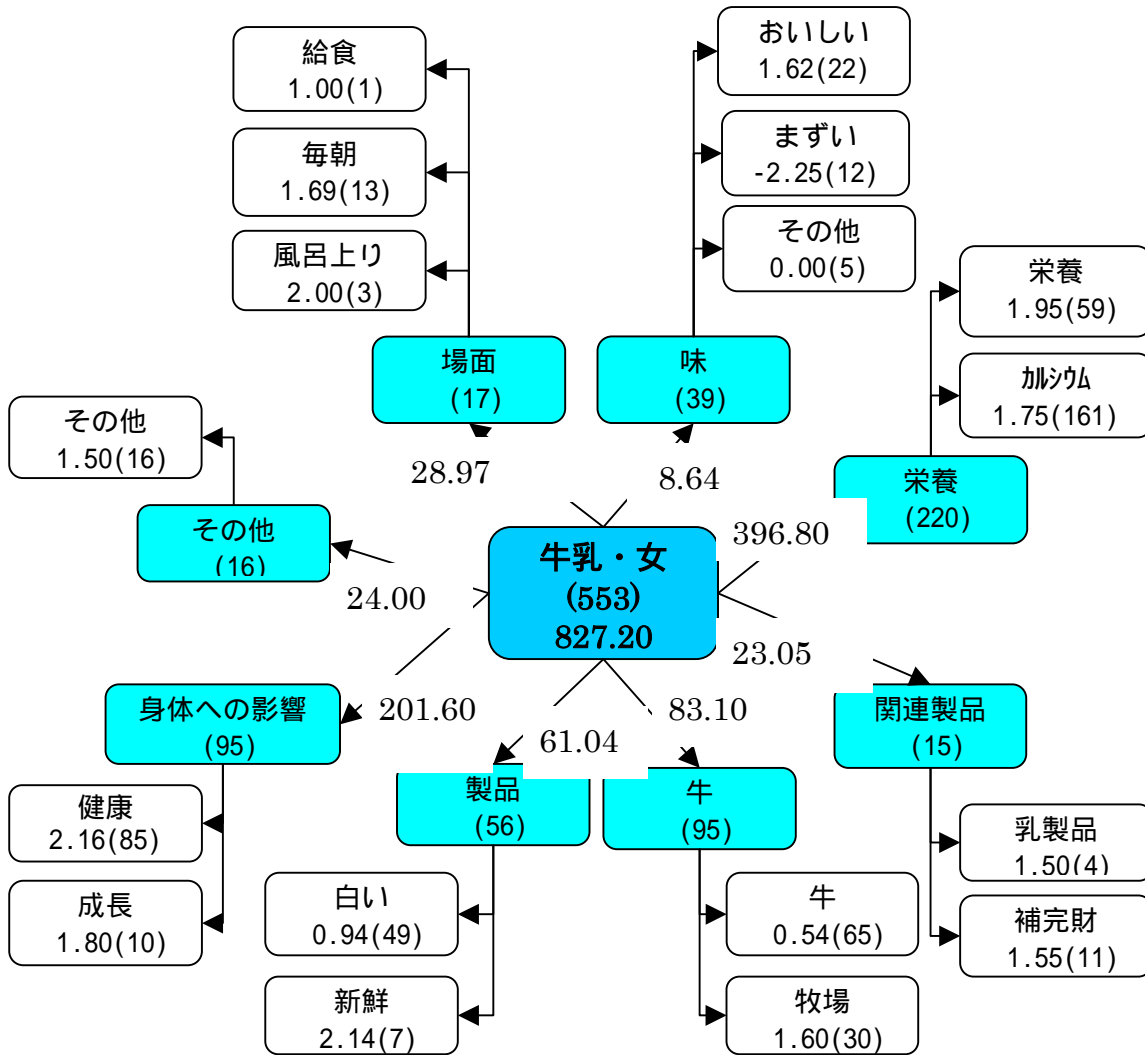 給食
1.00(1)
毎朝
1.69(13)
風呂上り
2.00(3)
場面
(17)
おいしい
1.62(22)
まずい
-2.25(12)
その他
0.00(5)
味
(39)
栄養
1.95(59)
カルシウム
1.75(161)
栄養
(220)
その他
1.50(16)
その他
(16)
28.97
8.64
396.80
24.00
牛乳・女
(553)
827.20
23.05
201.60
61.04
83.10
身体への影響
(95)
健康
2.16(85)
成長
1.80(10)
製品
(56)
白い
0.94(49)
新鮮
2.14(7)
牛
(95)
牛
0.54(65)
牧場
1.60(30)
関連製品
(15)
乳製品
1.50(4)
補完財
1.55(11)